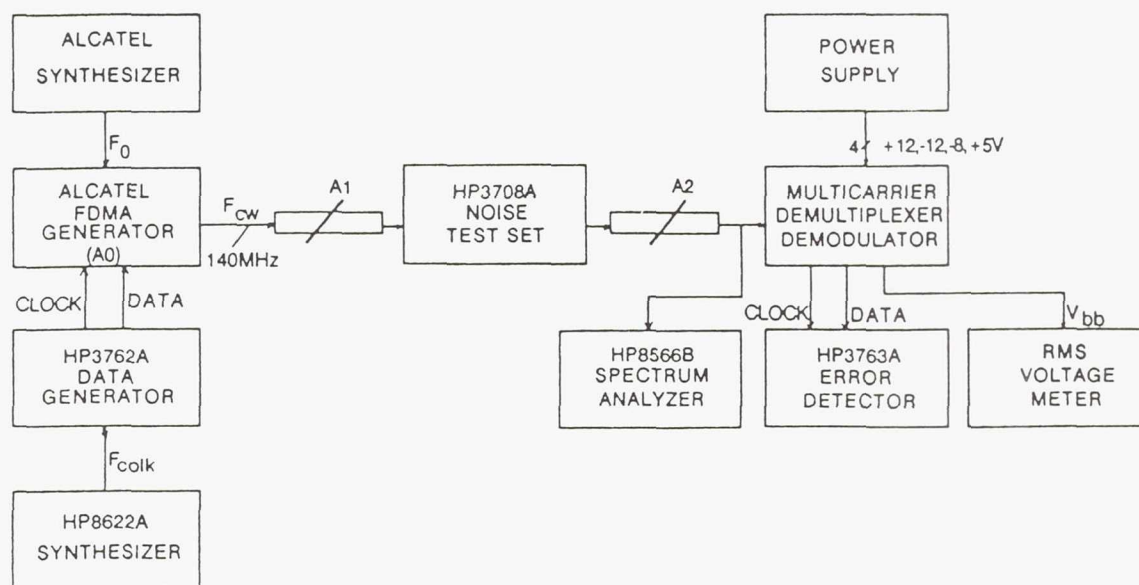 ALCATEL
SYNTHESIZER
F0
ALCATEL
FDMA
GENERATOR
(A0)
CLOCK
DATA
HP3762A
DATA
GENERATOR
Fcolk
HP8622A
SYNTHESIZER
Fcw
140MHz
A1
HP3708A
NOISE
TEST SET
A2
POWER
SUPPLY
4 +12,-12,-8,+5V
MULTICARRIER
DEMULTIPLEXER
DEMODULATOR
CLOCK
DATA
Vbb
HP8566B
SPECTRUM
ANALYZER
HP3763A
ERROR
DETECTOR
RMS
VOLTAGE
METER